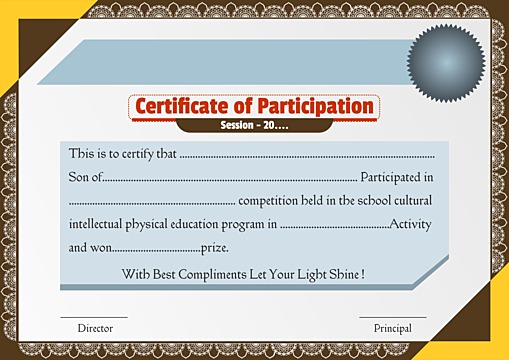 Certificate of Participation
Session - 20....
This is to certify that ..........................................................................................
Son of.......................................................................................... Participated in
........................................................... competition held in the school cultural
intellectual physical education program in .......................................Activity
and won................................prize.
With Best Compliments Let Your Light Shine !
Director
Principal